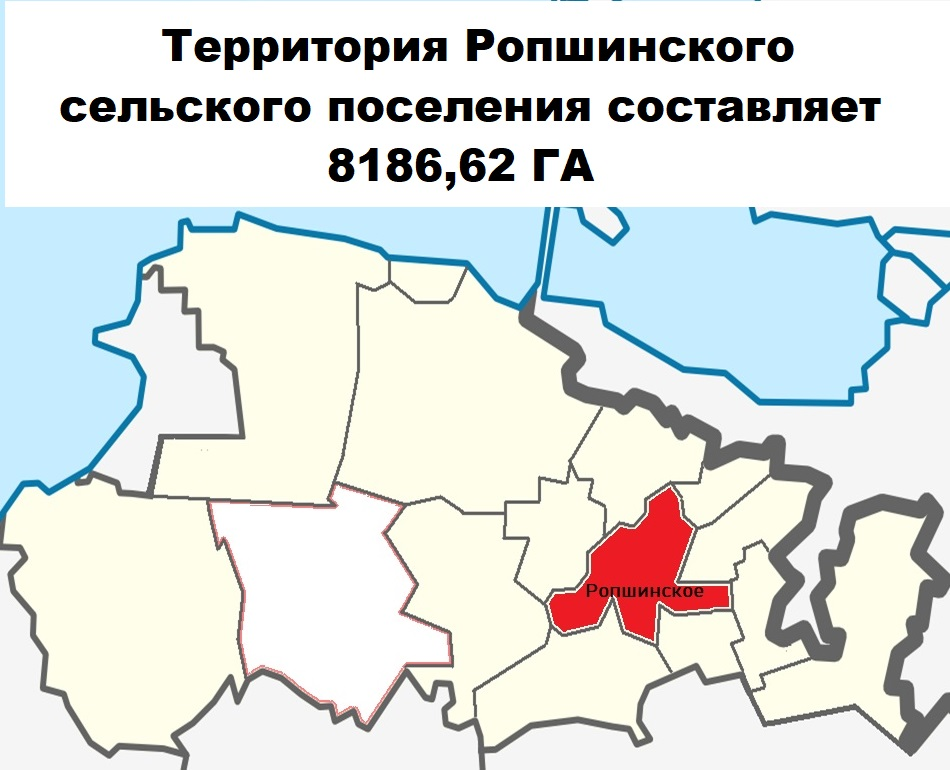 Территория Ропшинского
сельского поселения составляет
8186,62 ГА
Ропшинское